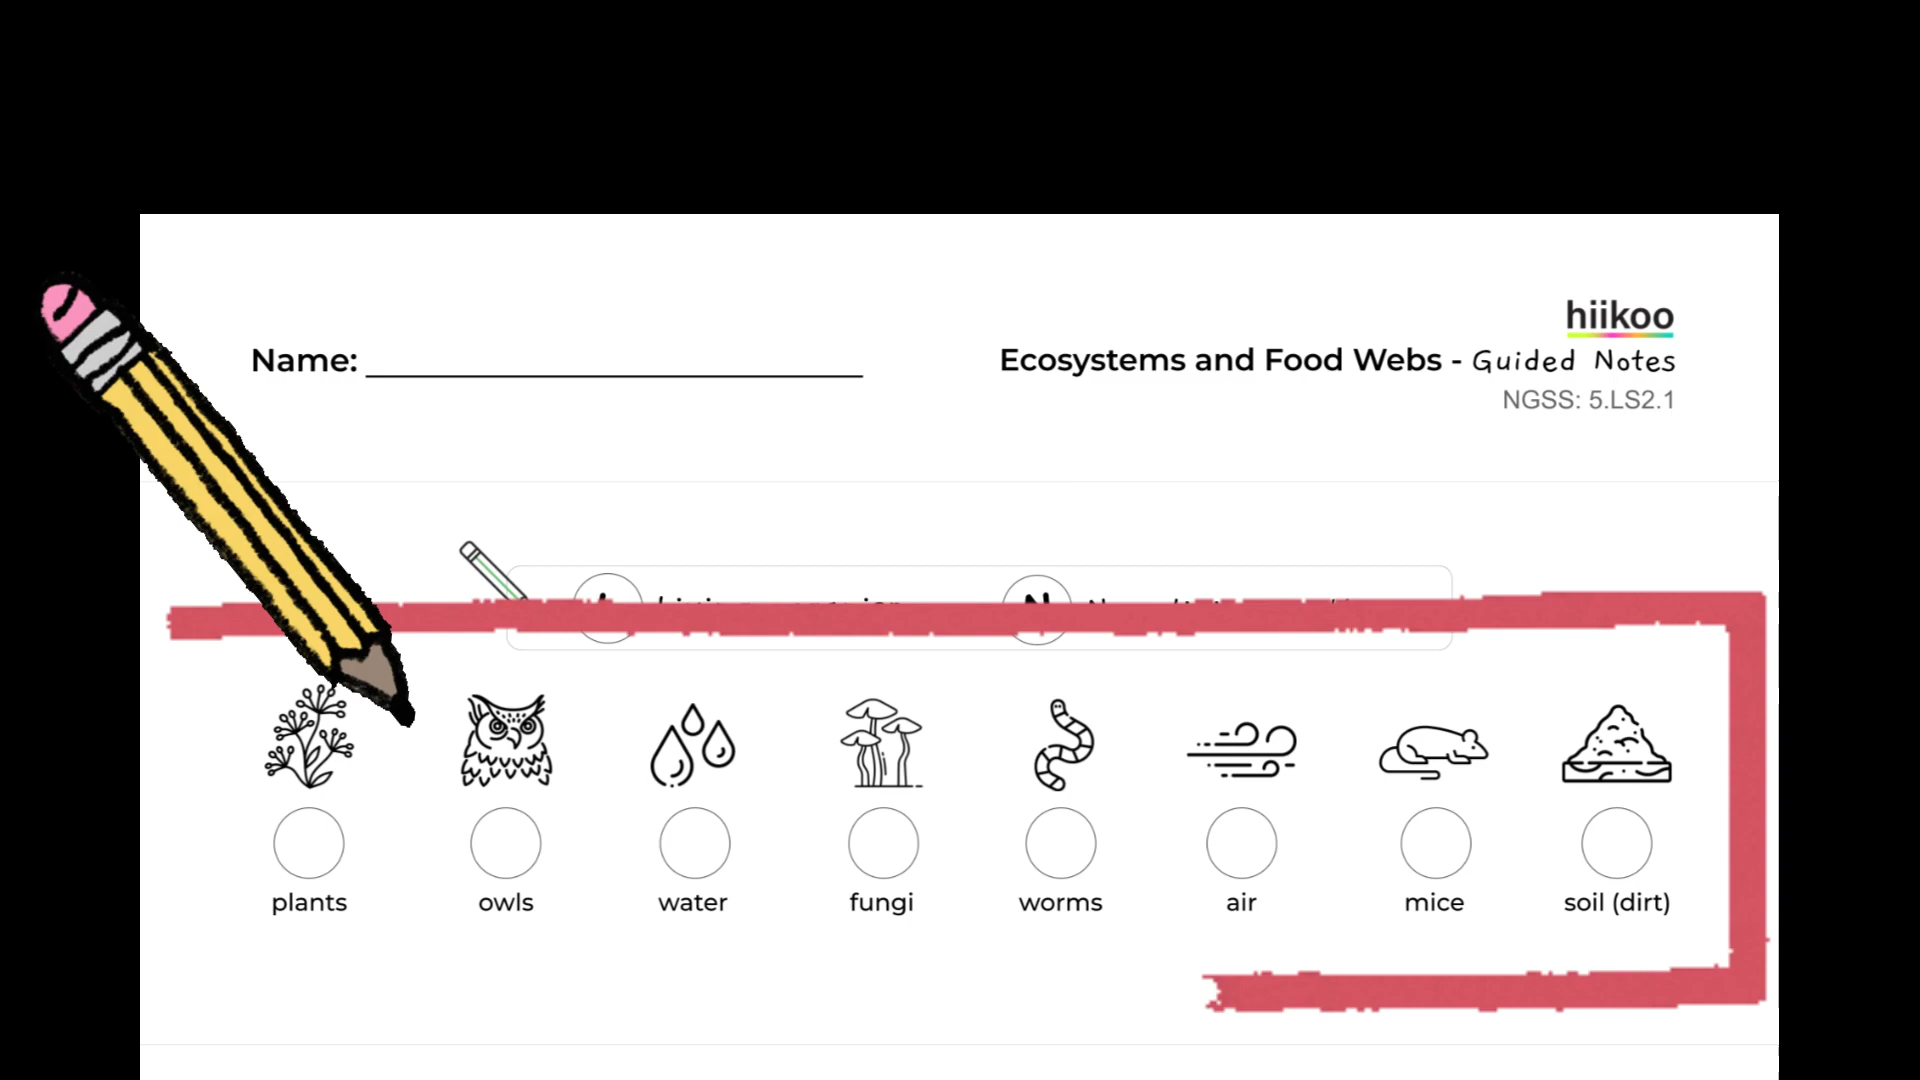 hiikoo
Name:
Ecosystems and Food Webs - Guided Notes
NGSS: 5.LS2.1
N
plants owls water fungi worms air mice soil (dirt)